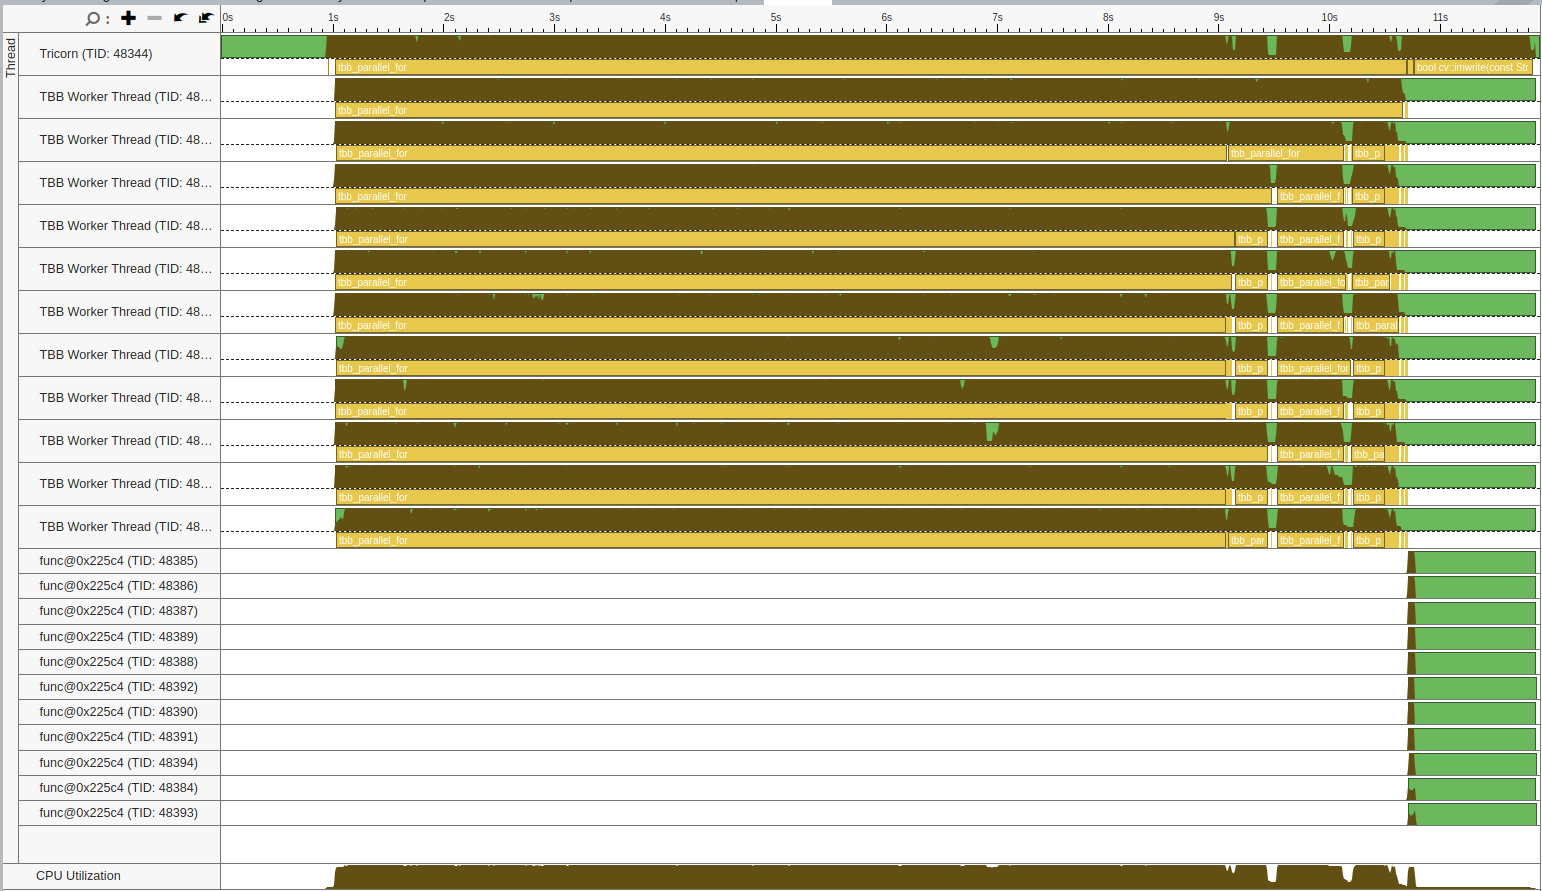 0s 1s 2s 3s 4s 5s 6s 7s 8s 9s 10s 11s
Thread
Tricorn (TID: 48344)
tbb_parallel_for bool cv::imwrite(const Str
TBB Worker Thread (TID: 48...
tbb_parallel_for
TBB Worker Thread (TID: 48...
tbb_parallel_for tbb_parallel_for tbb_p
TBB Worker Thread (TID: 48...
tbb_parallel_for tbb_parallel_f tbb_p
TBB Worker Thread (TID: 48...
tbb_parallel_for tbb_p tbb_parallel_f tbb_p
TBB Worker Thread (TID: 48...
tbb_parallel_for tbb_p tbb_parallel_fo tbb_par
TBB Worker Thread (TID: 48...
tbb_parallel_for tbb_p tbb_parallel_f tbb_paral
TBB Worker Thread (TID: 48...
tbb_parallel_for tbb_p tbb_parallel_for tbb_p
TBB Worker Thread (TID: 48...
tbb_parallel_for tbb_p tbb_parallel_f tbb_p
TBB Worker Thread (TID: 48...
tbb_parallel_for tbb_parallel_f tbb_pa
TBB Worker Thread (TID: 48...
tbb_parallel_for tbb_p tbb_parallel_f tbb_p
TBB Worker Thread (TID: 48...
tbb_parallel_for tbb_par tbb_parallel_f tbb_p
func@0x225c4 (TID: 48385)
func@0x225c4 (TID: 48386)
func@0x225c4 (TID: 48387)
func@0x225c4 (TID: 48389)
func@0x225c4 (TID: 48388)
func@0x225c4 (TID: 48392)
func@0x225c4 (TID: 48390)
func@0x225c4 (TID: 48391)
func@0x225c4 (TID: 48394)
func@0x225c4 (TID: 48384)
func@0x225c4 (TID: 48393)
CPU Utilization